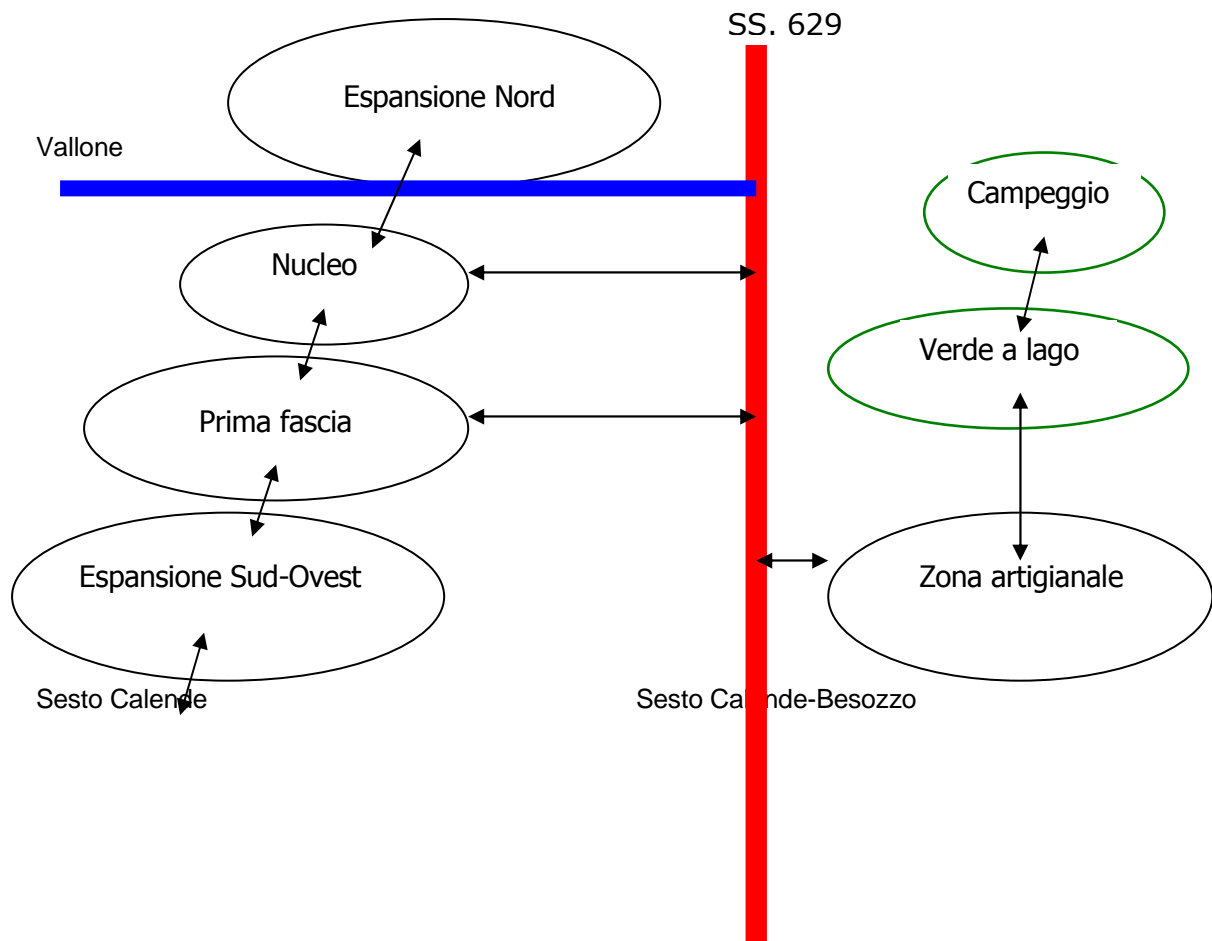 SS. 629
Espansione Nord
Vallone
Campeggio
Nucleo
Verde a lago
Prima fascia
Espansione Sud-Ovest
Zona artigianale
Sesto Calende
Sesto Calende-Besozzo